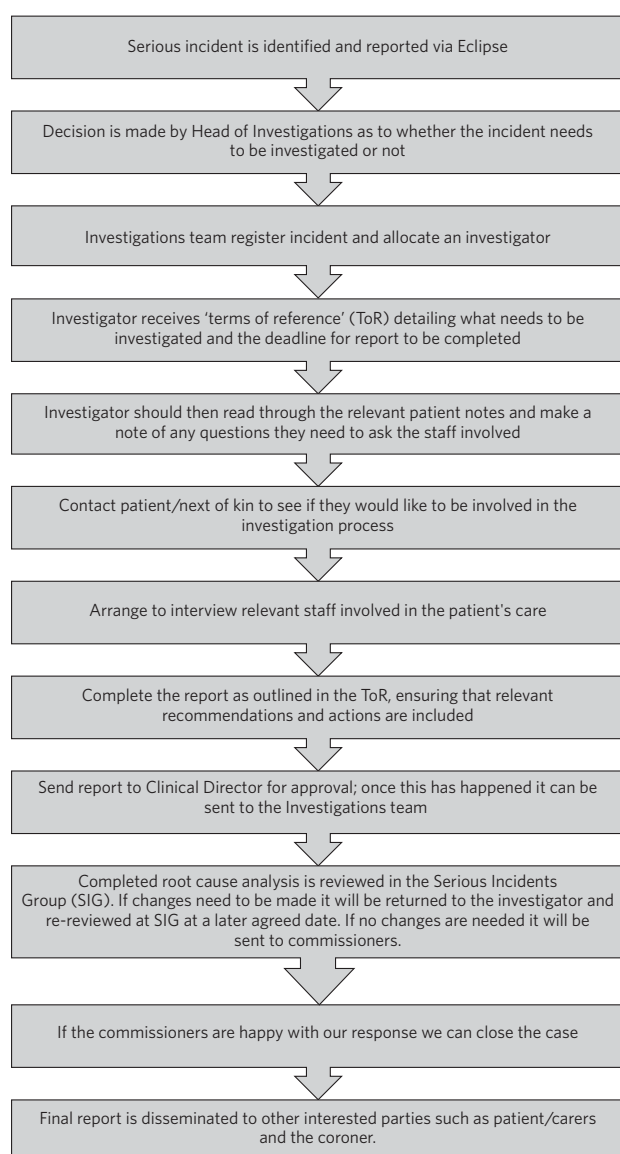 Serious incident is identified and reported via Eclipse
Decision is made by Head of Investigations as to whether the incident needs
to be investigated or not
Investigations team register incident and allocate an investigator
Investigator receives ‘terms of reference’ (ToR) detailing what needs to be
investigated and the deadline for report to be completed
Investigator should then read through the relevant patient notes and make a
note of any questions they need to ask the staff involved
Contact patient/next of kin to see if they would like to be involved in the
investigation process
Arrange to interview relevant staff involved in the patient's care
Complete the report as outlined in the ToR, ensuring that relevant
recommendations and actions are included
Send report to Clinical Director for approval; once this has happened it can be
sent to the Investigations team
Completed root cause analysis is reviewed in the Serious Incidents
Group (SIG). If changes need to be made it will be returned to the investigator and
re-reviewed at SIG at a later agreed date. If no changes are needed it will be
sent to commissioners.
If the commissioners are happy with our response we can close the case
Final report is disseminated to other interested parties such as patient/carers
and the coroner.